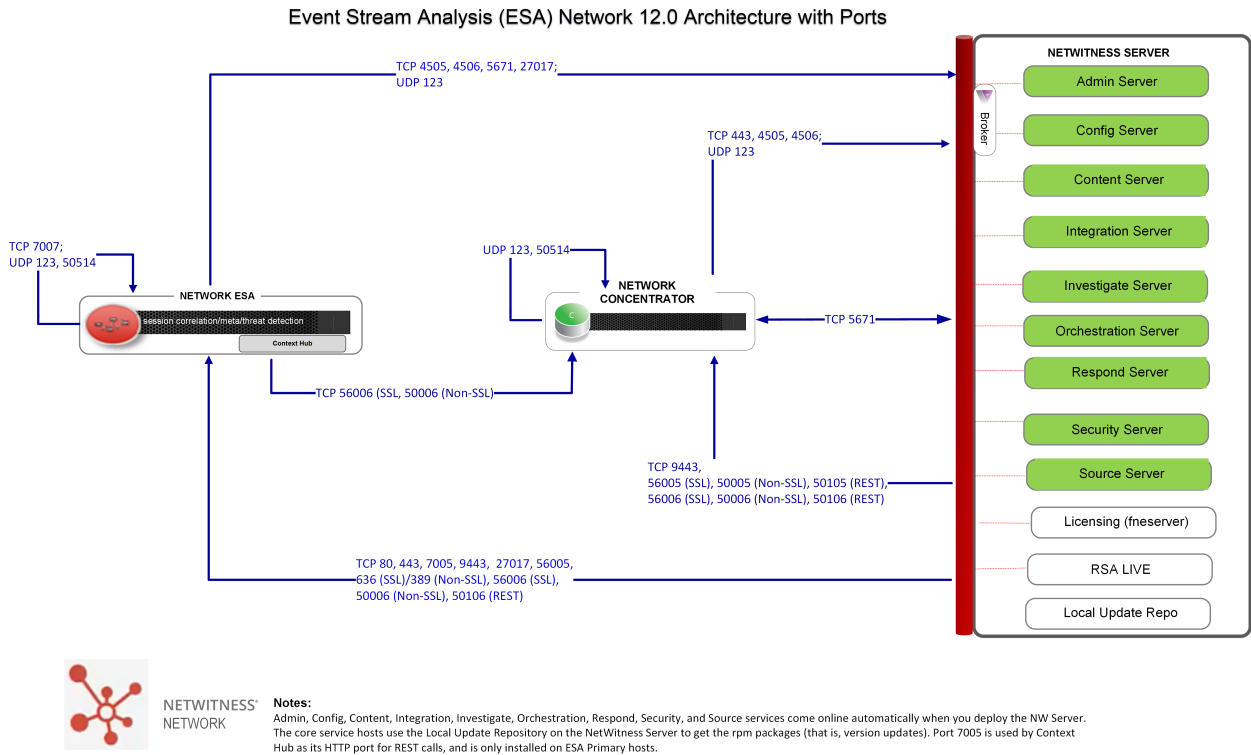 Event Stream Analysis (ESA) Network 12.0 Architecture with Ports
NETWITNESS SERVER
TCP 4505, 4506, 5671, 27017;
UDP 123
Admin Server
Broker
Config Server
TCP 443, 4505, 4506;
UDP 123
Content Server
Integration Server
TCP 7007;
UDP 123, 50514
UDP 123, 50514
Investigate Server
NETWORK ESA
session correlation/meta/threat detection
Context Hub
NETWORK
CONCENTRATOR
C
TCP 5671
Orchestration Server
Respond Server
TCP 56006 (SSL, 50006 (Non-SSL)
Security Server
TCP 9443,
56005 (SSL), 50005 (Non-SSL), 50105 (REST),
56006 (SSL), 50006 (Non-SSL), 50106 (REST)
Source Server
Licensing (fneserver)
TCP 80, 443, 7005, 9443,  27017, 56005,
636 (SSL)/389 (Non-SSL), 56006 (SSL),
50006 (Non-SSL), 50106 (REST)
RSA LIVE
Local Update Repo
NETWITNESS®
NETWORK
Notes:
Admin, Config, Content, Integration, Investigate, Orchestration, Respond, Security, and Source services come online automatically when you deploy the NW Server.
The core service hosts use the Local Update Repository on the NetWitness Server to get the rpm packages (that is, version updates). Port 7005 is used by Context
Hub as its HTTP port for REST calls, and is only installed on ESA Primary hosts.